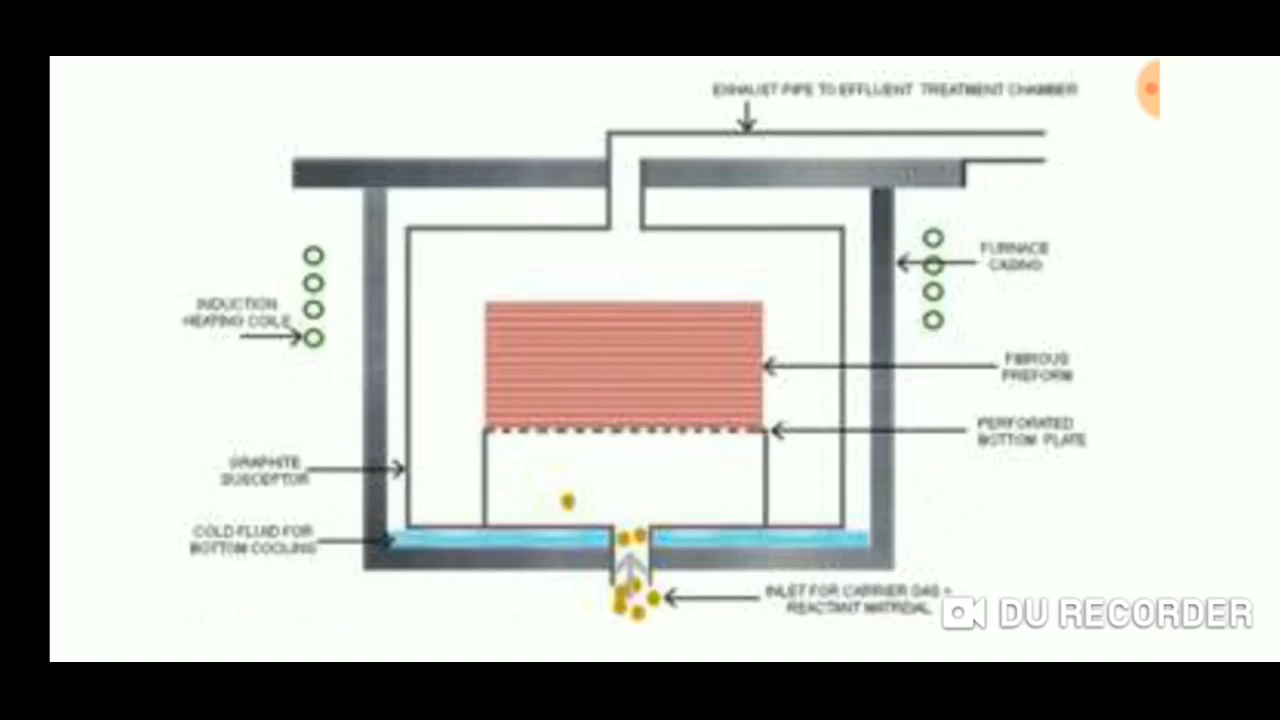 EXHAUST PIPE TO EFFLUENT TREATMENT CHAMBER
FURNACE
CASING
INDUCTION
HEATING COILS
FIBROUS
PREFORM
PERFORATED
BOTTOM PLATE
GRAPHITE
SUSCEPTOR
COLD FLUID FOR
BOTTOM COOLING
INLET FOR CARRIER GAS +
REACTANT MATERIAL
DU RECORDER